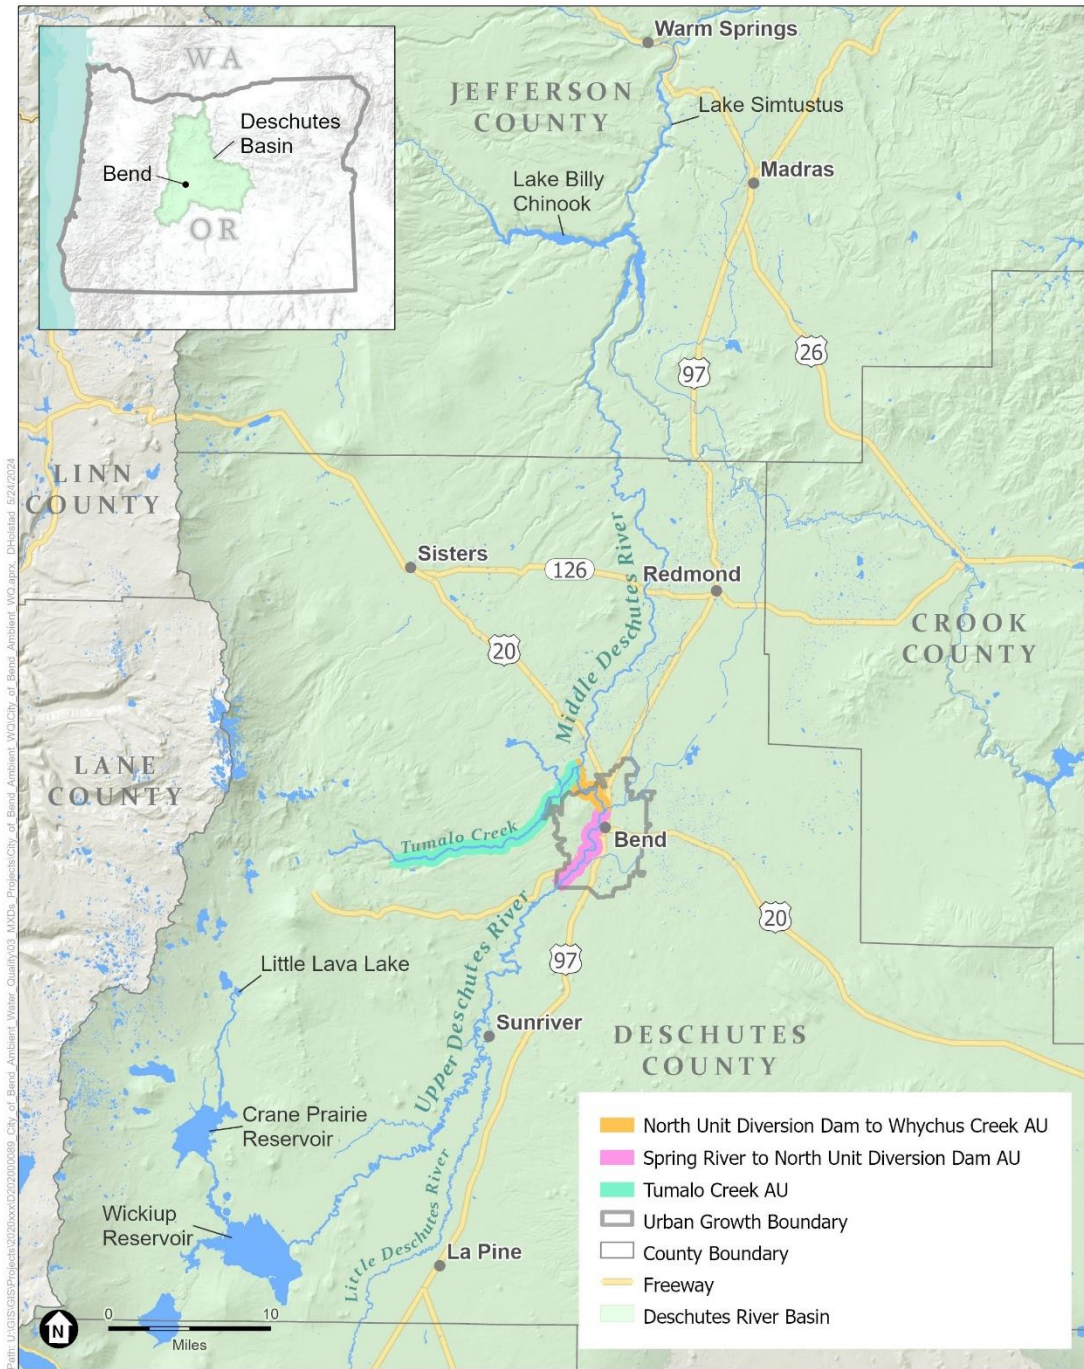 WA
Deschutes
Basin
Bend
OR
Warm Springs
JEFFERSON
COUNTY
Lake Simtustus
Madras
Lake Billy
Chinook
26
97
LINN
COUNTY
Sisters
126
Redmond
Middle Deschutes River
CROOK
COUNTY
20
LANE
COUNTY
Tumalo Creek
Bend
20
Upper Deschutes River
97
Little Lava Lake
Sunriver
DESCHUTES
COUNTY
Crane Prairie
Reservoir
Wickiup
Reservoir
Little Deschutes River
La Pine
North Unit Diversion Dam to Whychus Creek AU
Spring River to North Unit Diversion Dam AU
Tumalo Creek AU
Urban Growth Boundary
County Boundary
Freeway
Deschutes River Basin
N
0 10
Miles